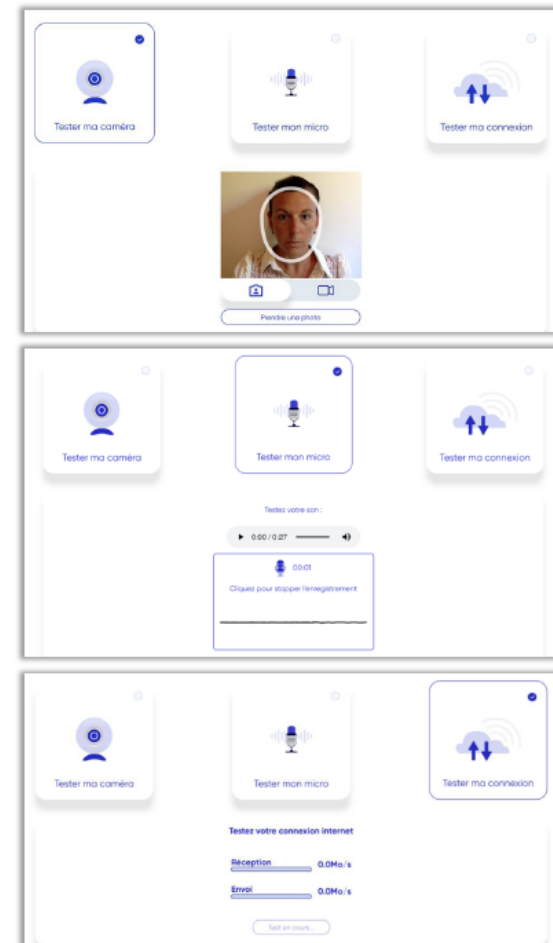 Tester ma caméra
Tester mon micro
Tester ma connexion
Prendre une photo
Tester ma caméra
Tester mon micro
Tester ma connexion
Testez votre son :
0:00 / 0:27
00:01
Cliquez pour stopper l'enregistrement
Tester ma caméra
Tester mon micro
Tester ma connexion
Testez votre connexion internet
Réception 0.0Mo/s
Envoi 0.0Mo/s
Test en cours...